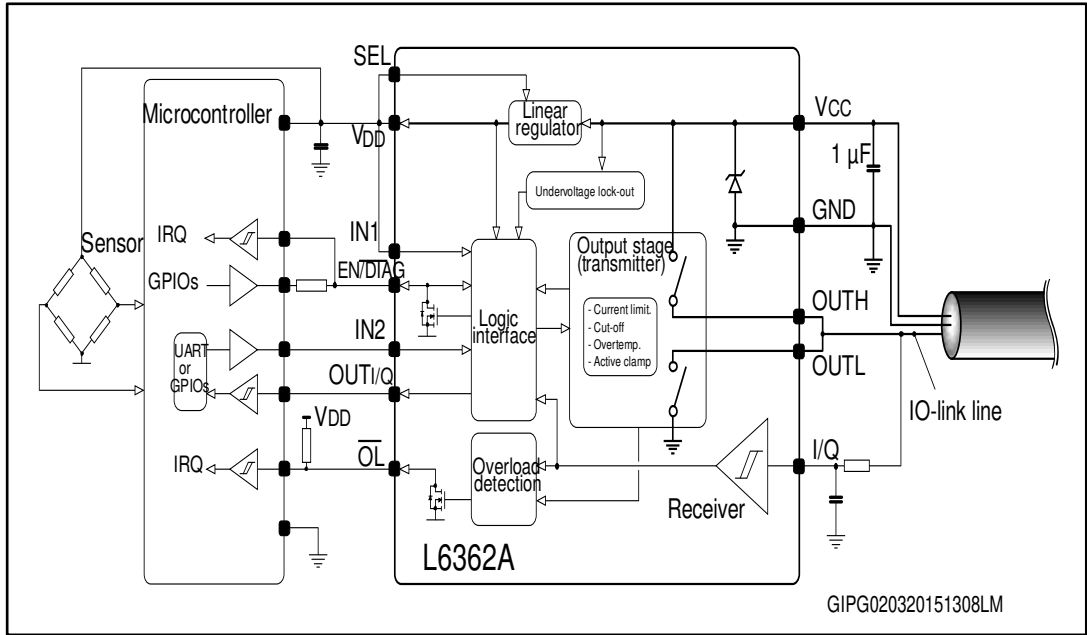 SEL
Microcontroller
VDD
Linear
regulator
VCC
1 µF
Undervoltage lock-out
GND
IRQ
Sensor
IN1
EN/DIAG
GPIOs
Output stage
(transmitter)
- Current limit.
- Cut-off
- Overtemp.
- Active clamp
OUTH
Logic
interface
IN2
UART
or
GPIOs
OUTI/Q
OUTL
IO-link line
VDD
IRQ
OL
Overload
detection
I/Q
Receiver
L6362A
GIPG020320151308LM